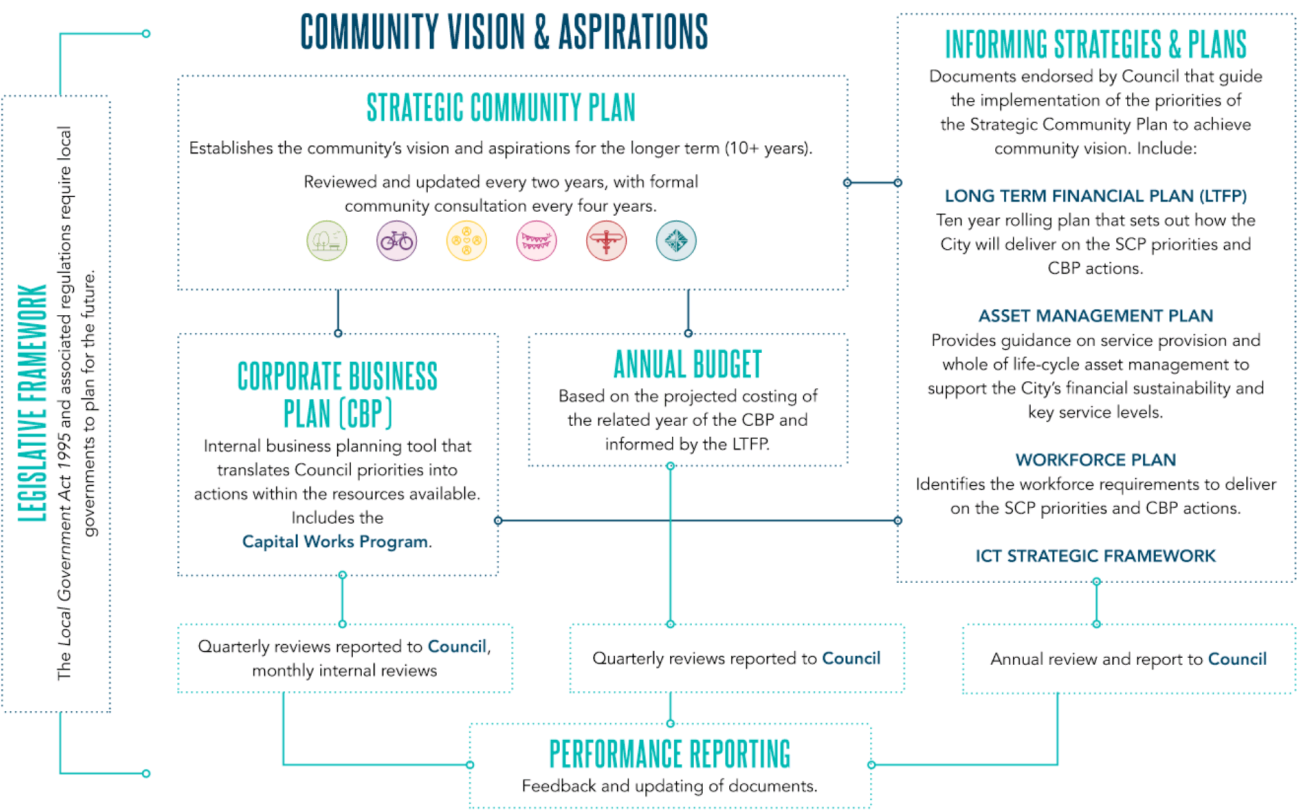 COMMUNITY VISION & ASPIRATIONS
LEGISLATIVE FRAMEWORK
The Local Government Act 1995 and associated regulations require local
governments to plan for the future.
STRATEGIC COMMUNITY PLAN
Establishes the community's vision and aspirations for the longer term (10+ years).
Reviewed and updated every two years, with formal
community consultation every four years.
CORPORATE BUSINESS
PLAN (CBP)
Internal business planning tool that
translates Council priorities into
actions within the resources available.
Includes the
Capital Works Program.
ANNUAL BUDGET
Based on the projected costing of
the related year of the CBP and
informed by the LTFP.
INFORMING STRATEGIES & PLANS
Documents endorsed by Council that guide
the implementation of the priorities of
the Strategic Community Plan to achieve
community vision. Include:
LONG TERM FINANCIAL PLAN (LTFP)
Ten year rolling plan that sets out how the
City will deliver on the SCP priorities and
CBP actions.
ASSET MANAGEMENT PLAN
Provides guidance on service provision and
whole of life-cycle asset management to
support the City's financial sustainability and
key service levels.
WORKFORCE PLAN
Identifies the workforce requirements to deliver
on the SCP priorities and CBP actions.
ICT STRATEGIC FRAMEWORK
Quarterly reviews reported to Council,
monthly internal reviews
Quarterly reviews reported to Council
Annual review and report to Council
PERFORMANCE REPORTING
Feedback and updating of documents.